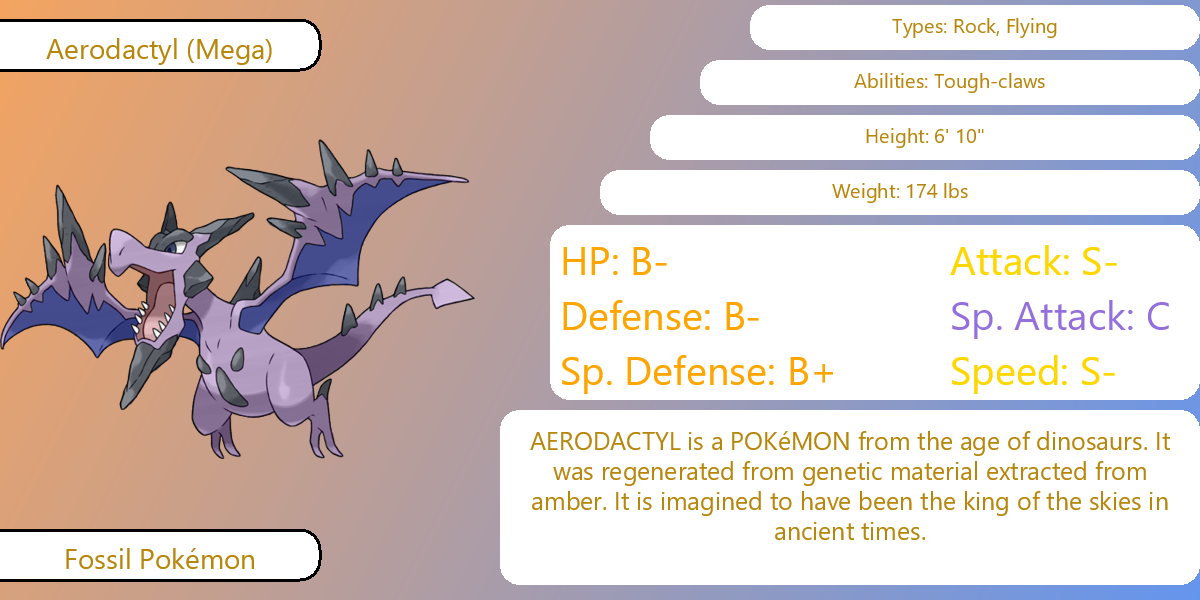 Aerodactyl (Mega)
Types: Rock, Flying
Abilities: Tough-claws
Height: 6' 10"
Weight: 174 lbs
HP: B-
Attack: S-
Defense: B-
Sp. Attack: C
Sp. Defense: B+
Speed: S-
AERODACTYL is a POKéMON from the age of dinosaurs. It
was regenerated from genetic material extracted from
amber. It is imagined to have been the king of the skies in
ancient times.
Fossil Pokémon